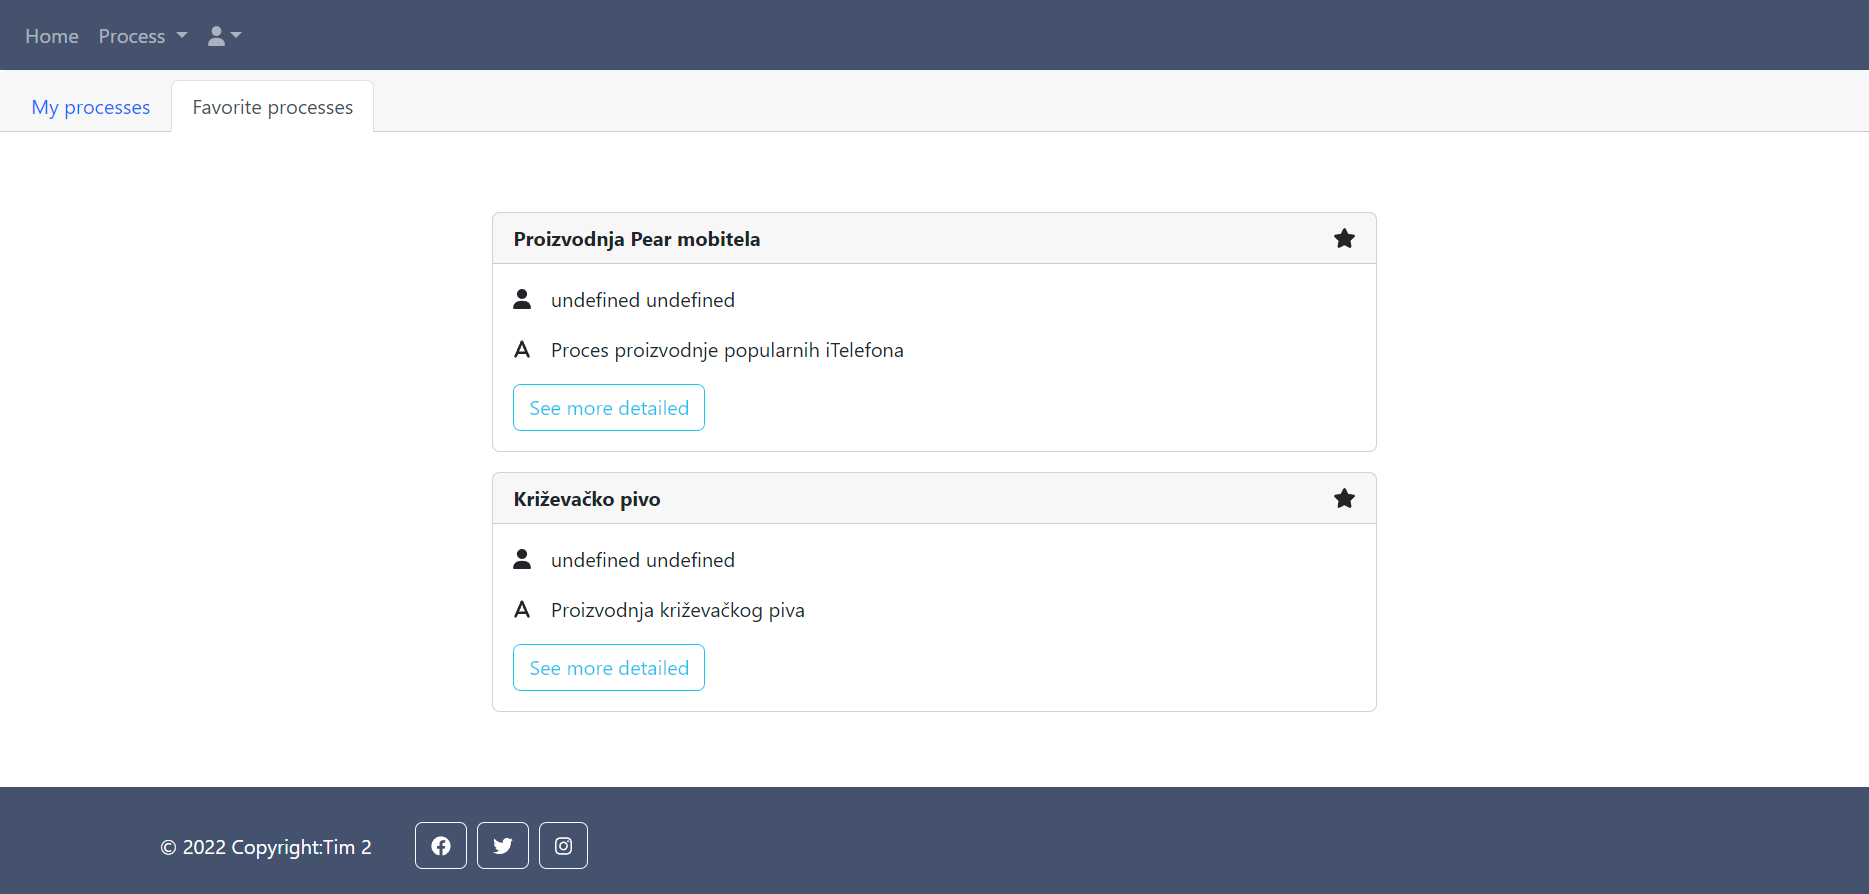 Home Process
My processes Favorite processes
Proizvodnja Pear mobitela
undefined undefined
Proces proizvodnje popularnih iTelefona
See more detailed
Križevačko pivo
undefined undefined
Proizvodnja križevačkog piva
See more detailed
© 2022 Copyright:Tim 2